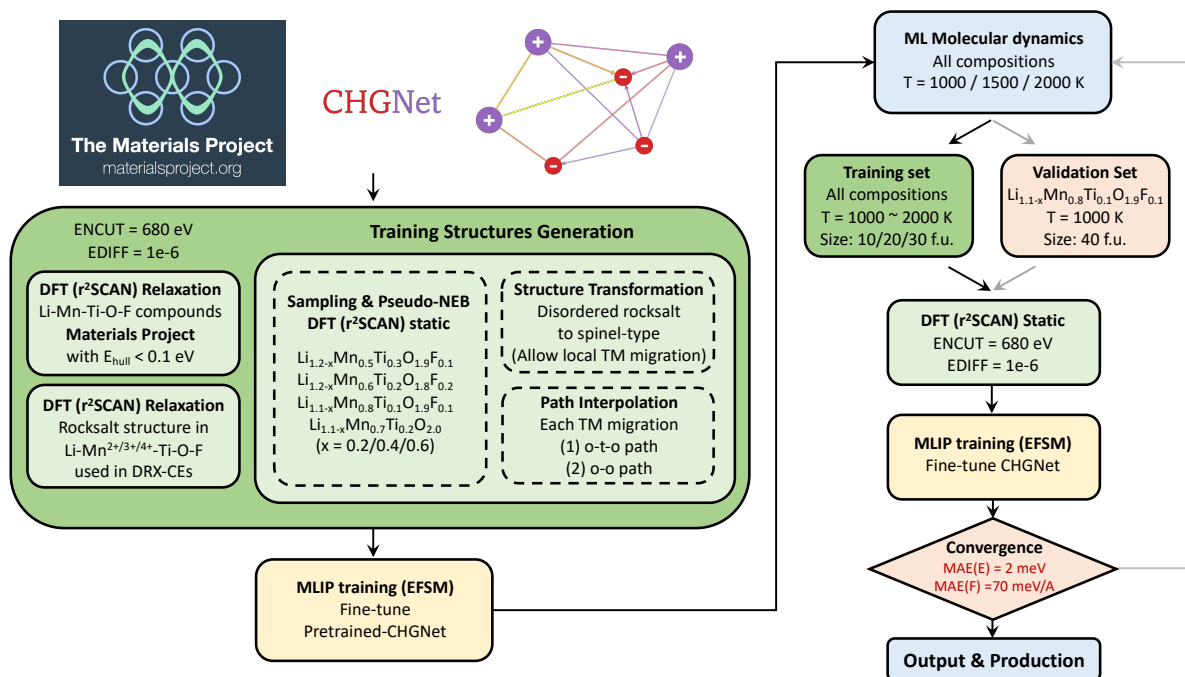 The Materials Project
materialsproject.org
CHGNet
ENCUT = 680 eV
EDIFF = 1e-6
Training Structures Generation
DFT (r²SCAN) Relaxation
Li-Mn-Ti-O-F compounds
Materials Project
with E_hull < 0.1 eV
DFT (r²SCAN) Relaxation
Rocksalt structure in
Li-Mn²⁺/³⁺/⁴⁺-Ti-O-F
used in DRX-CEs
Sampling & Pseudo-NEB
DFT (r²SCAN) static
Li₁.₂₋ₓMn₀.₅Ti₀.₃O₁.₉F₀.₁
Li₁.₂₋ₓMn₀.₆Ti₀.₂O₁.₈F₀.₂
Li₁.₁₋ₓMn₀.₈Ti₀.₁O₁.₉F₀.₁
Li₁.₁₋ₓMn₀.₇Ti₀.₂O₂.₀
(x = 0.2/0.4/0.6)
Structure Transformation
Disordered rocksalt
to spinel-type
(Allow local TM migration)
Path Interpolation
Each TM migration
(1) o-t-o path
(2) o-o path
MLIP training (EFSM)
Fine-tune
Pretrained-CHGNet
ML Molecular dynamics
All compositions
T = 1000 / 1500 / 2000 K
Training set
All compositions
T = 1000 ~ 2000 K
Size: 10/20/30 f.u.
Validation Set
Li₁.₁₋ₓMn₀.₈Ti₀.₁O₁.₉F₀.₁
T = 1000 K
Size: 40 f.u.
DFT (r²SCAN) Static
ENCUT = 680 eV
EDIFF = 1e-6
MLIP training (EFSM)
Fine-tune CHGNet
Convergence
MAE(E) = 2 meV
MAE(F) =70 meV/A
Output & Production